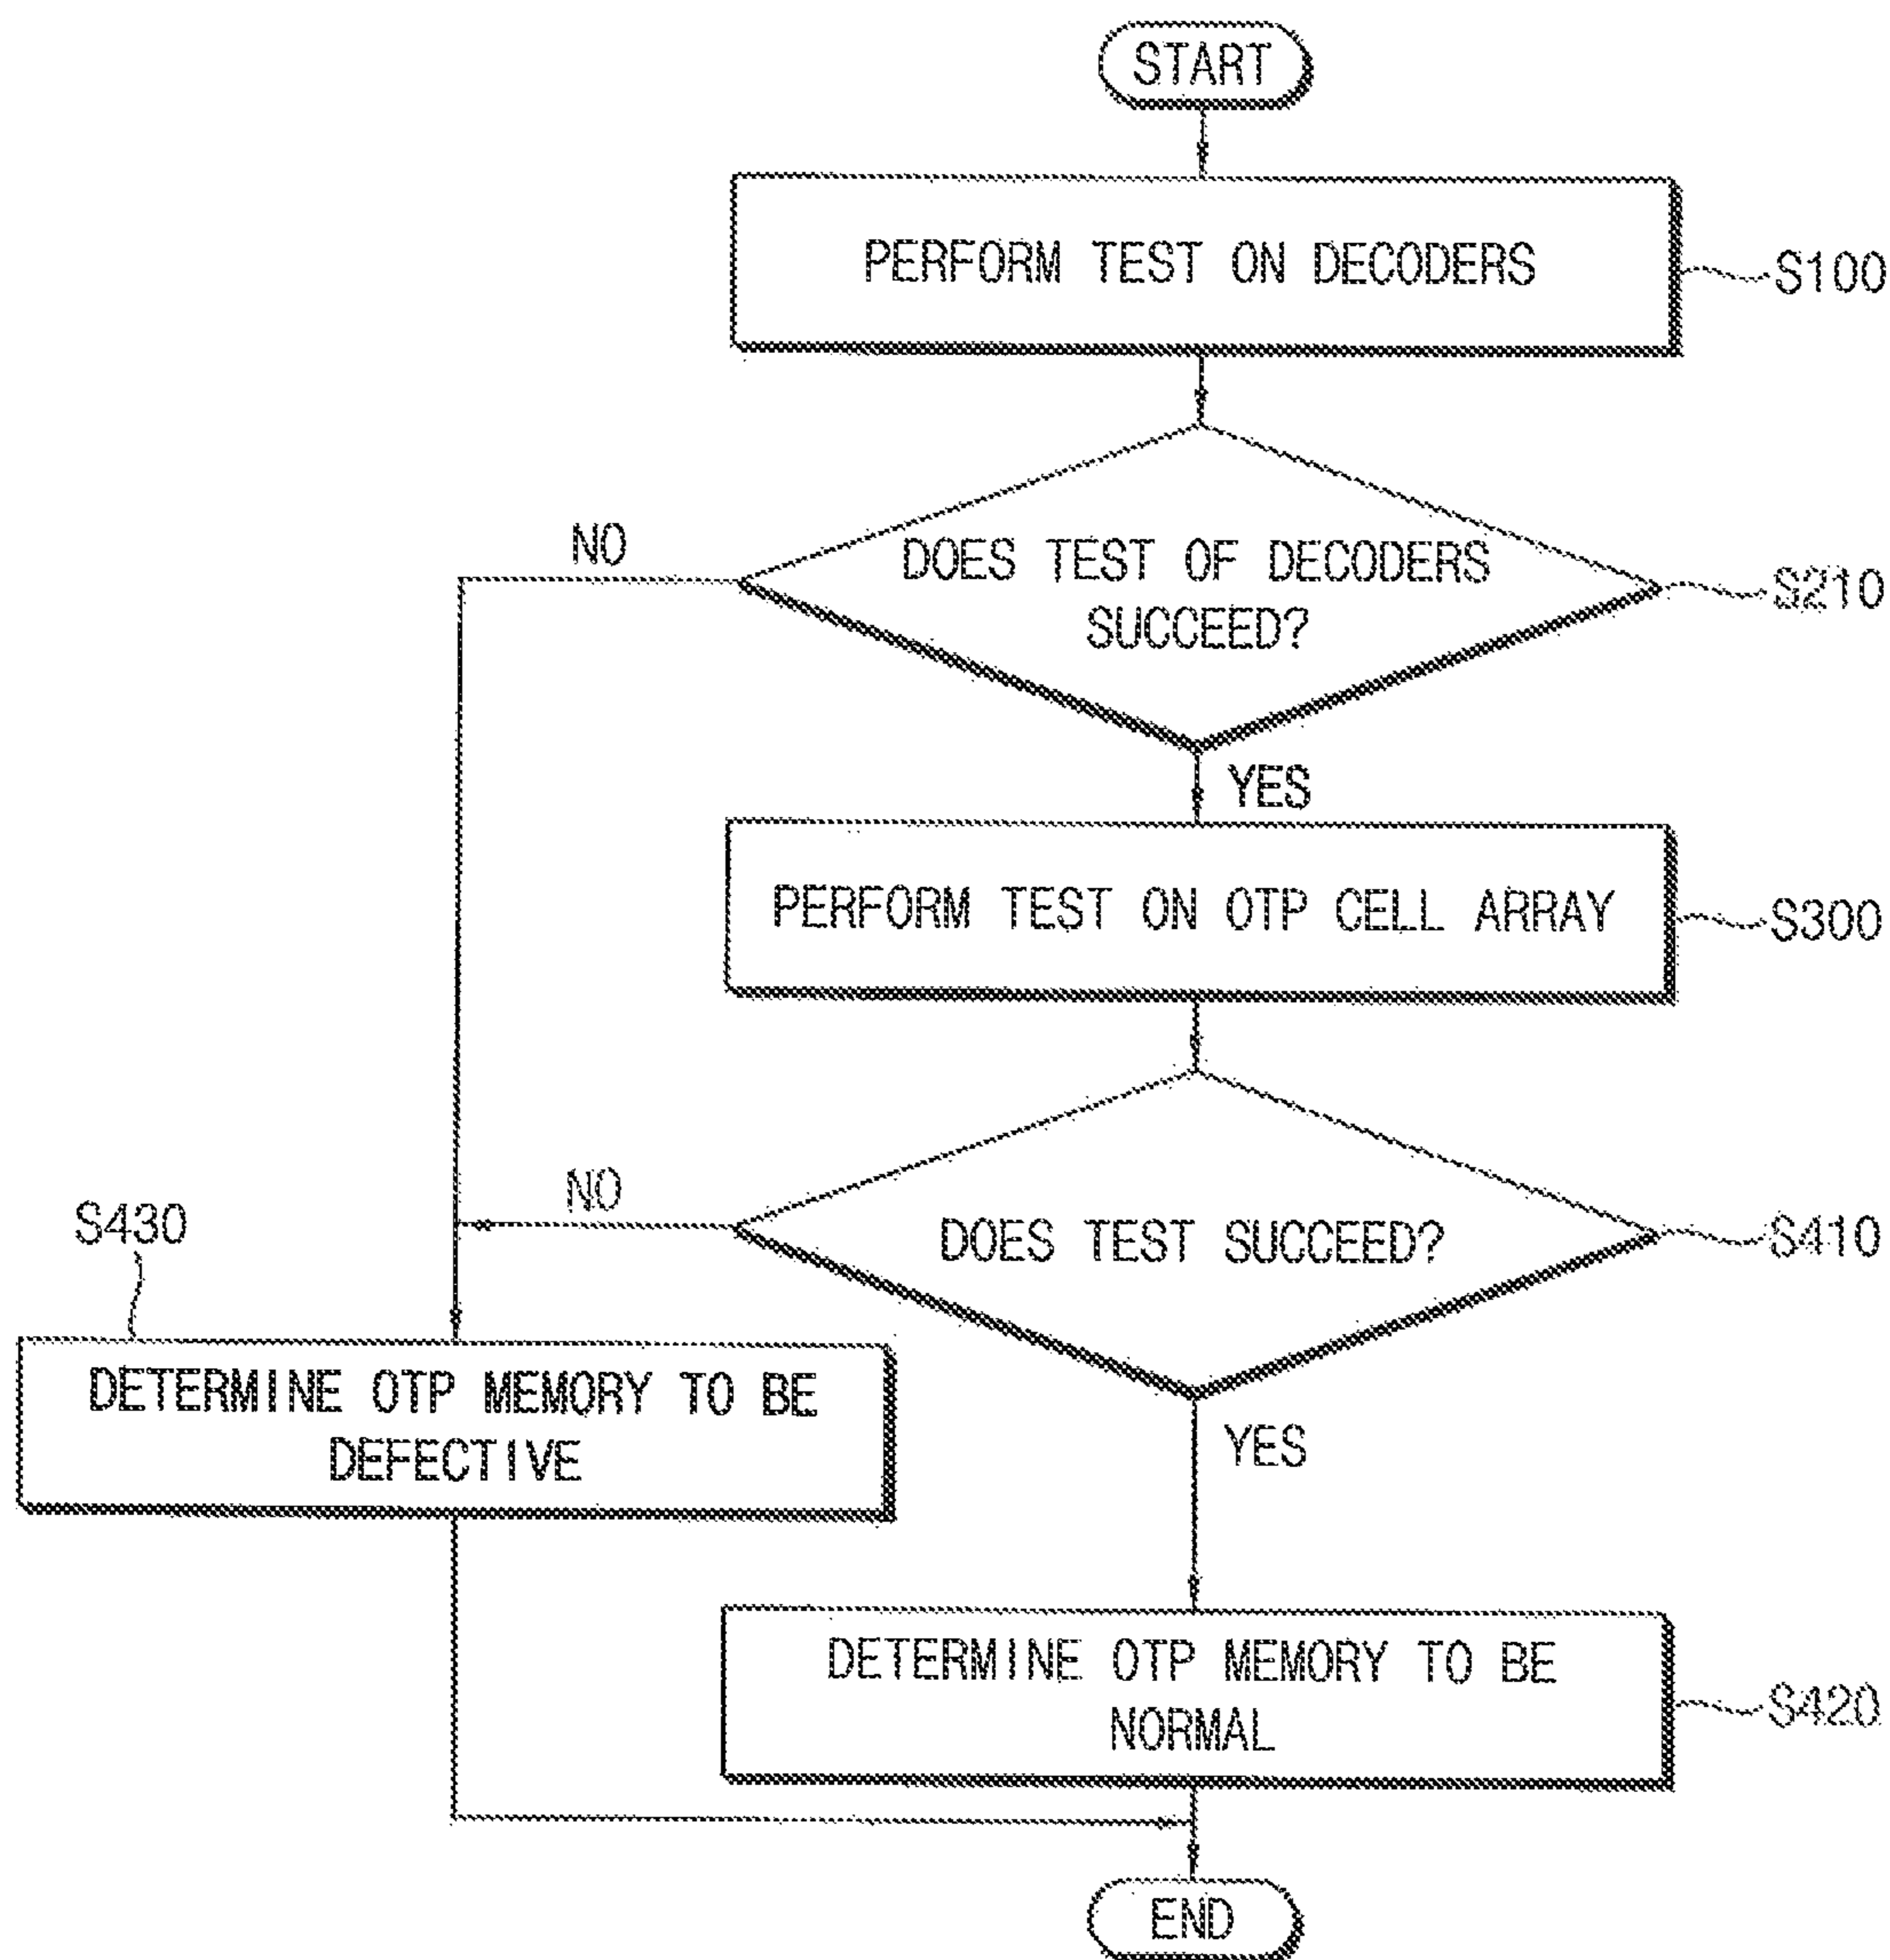 START
PERFORM TEST ON DECODERS
S100
NO
DOES TEST OF DECODERS
SUCCEED?
S210
YES
PERFORM TEST ON OTP CELL ARRAY
S300
NO
DOES TEST SUCCEED?
S410
S430
DETERMINE OTP MEMORY TO BE
DEFECTIVE
YES
DETERMINE OTP MEMORY TO BE
NORMAL
S420
END